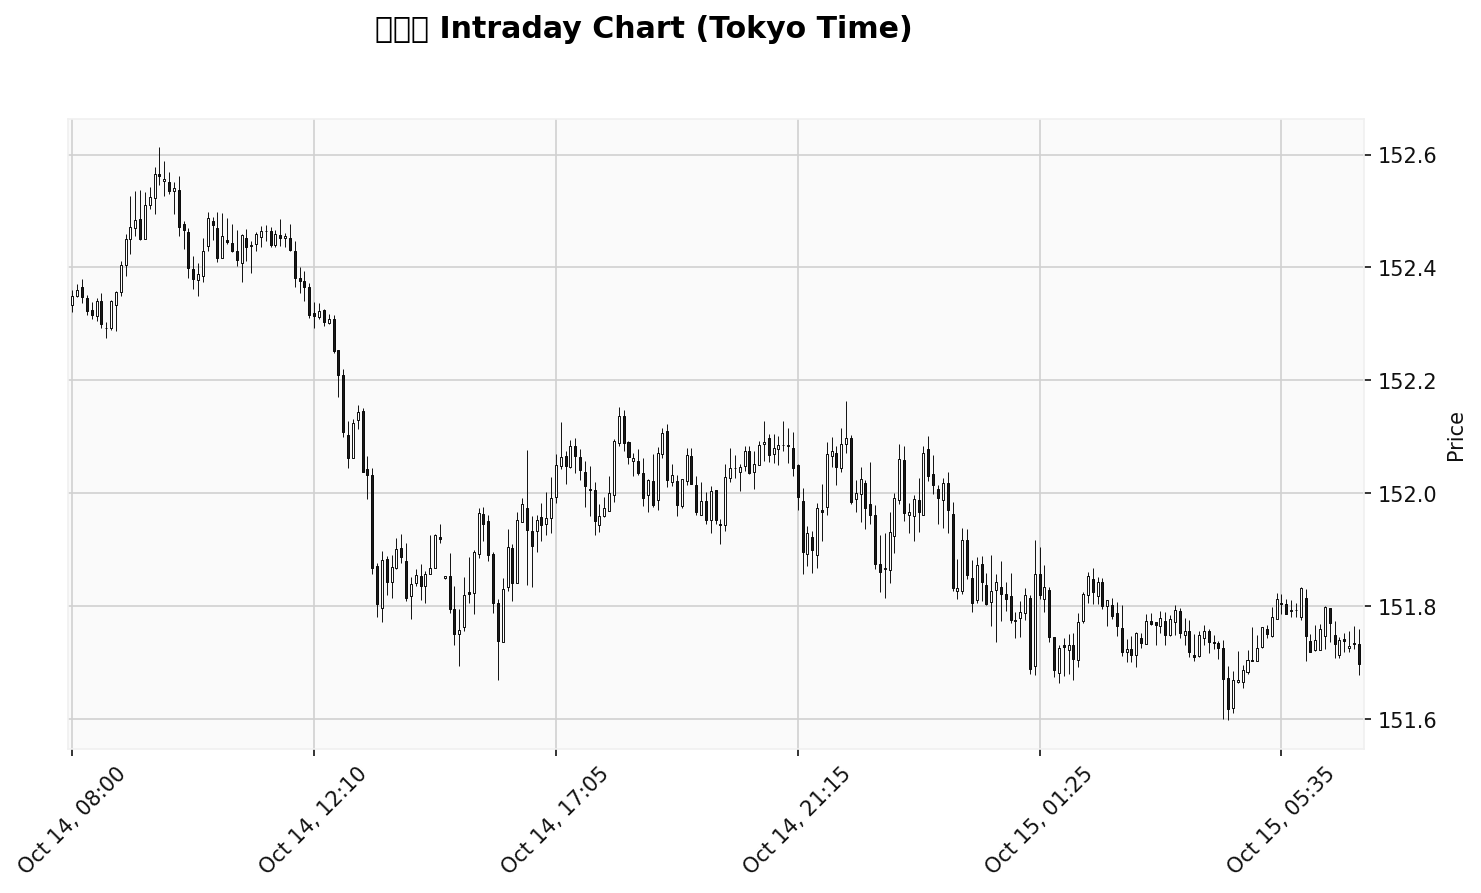 Intraday Chart (Tokyo Time)
152.6
152.4
152.2
152.0
151.8
151.6
Price
Oct 14, 08:00
Oct 14, 12:10
Oct 14, 17:05
Oct 14, 21:15
Oct 15, 01:25
Oct 15, 05:35